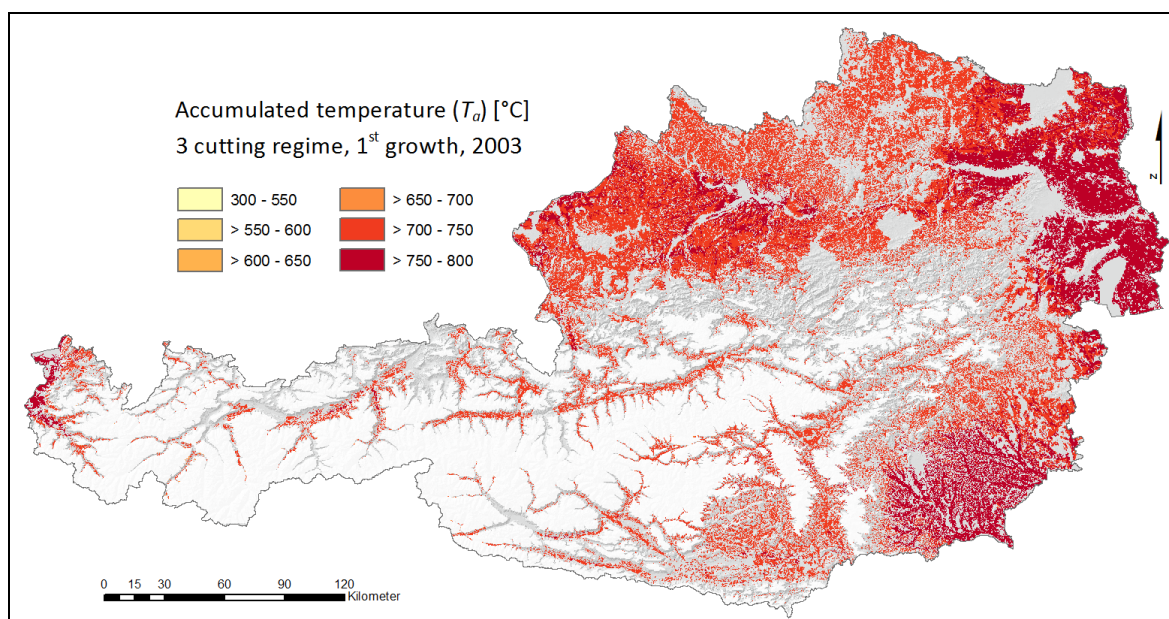 Accumulated temperature (Ta) [°C]
3 cutting regime, 1st growth, 2003
300 - 550
> 650 - 700
> 550 - 600
> 700 - 750
> 600 - 650
> 750 - 800
N
0 15 30 60 90 120
Kilometer